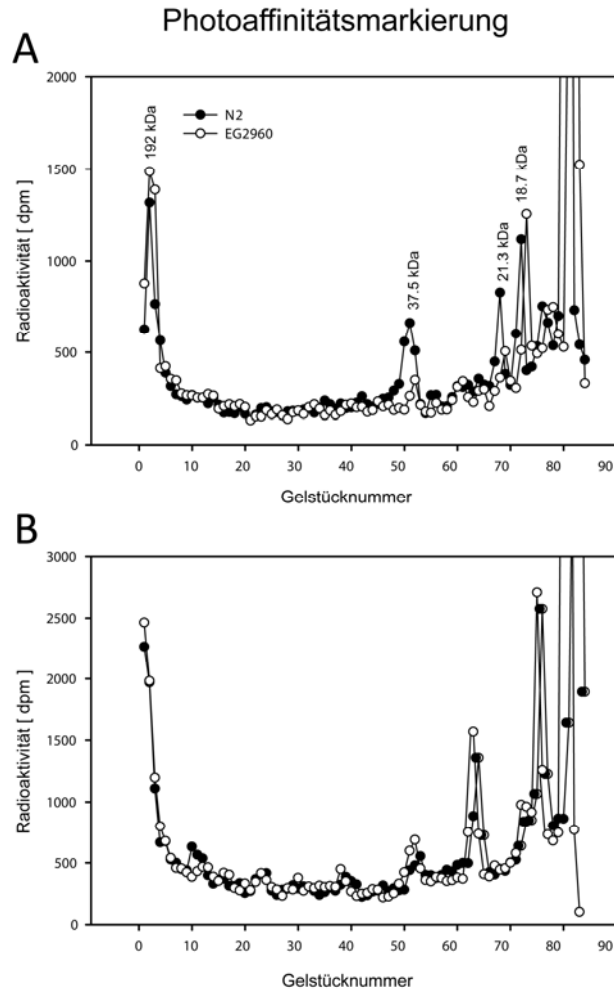 Photoaffinitätsmarkierung
A
2000
1500
1000
500
0
Radioaktivität [ dpm ]
N2
EG2960
192 kDa
37.5 kDa
21.3 kDa
18.7 kDa
0 10 20 30 40 50 60 70 80 90
Gelstücknummer
B
3000
2500
2000
1500
1000
500
0
Radioaktivität [ dpm ]
0 10 20 30 40 50 60 70 80 90
Gelstücknummer